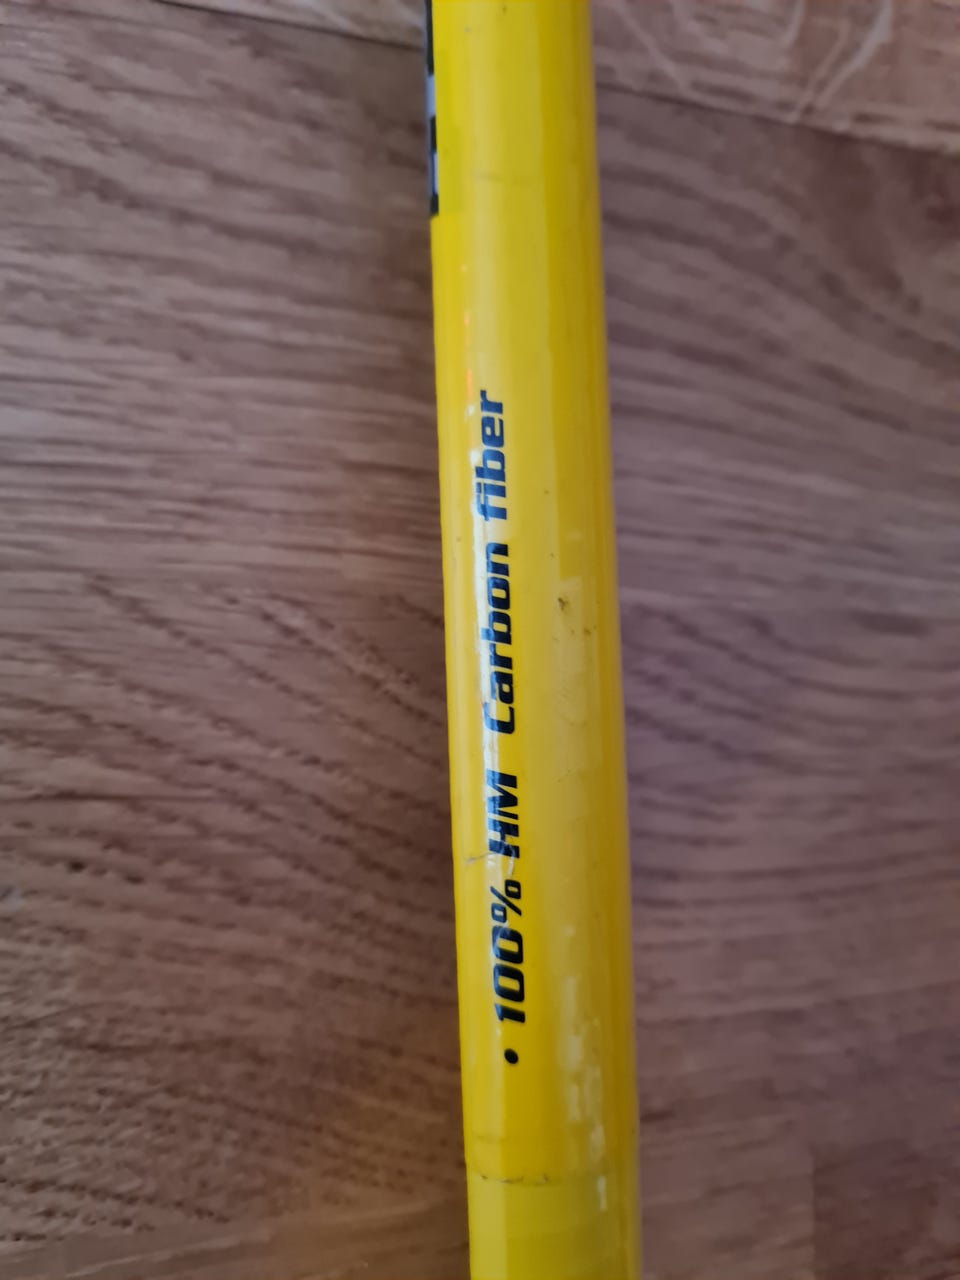 • 100% HM Carbon fiber